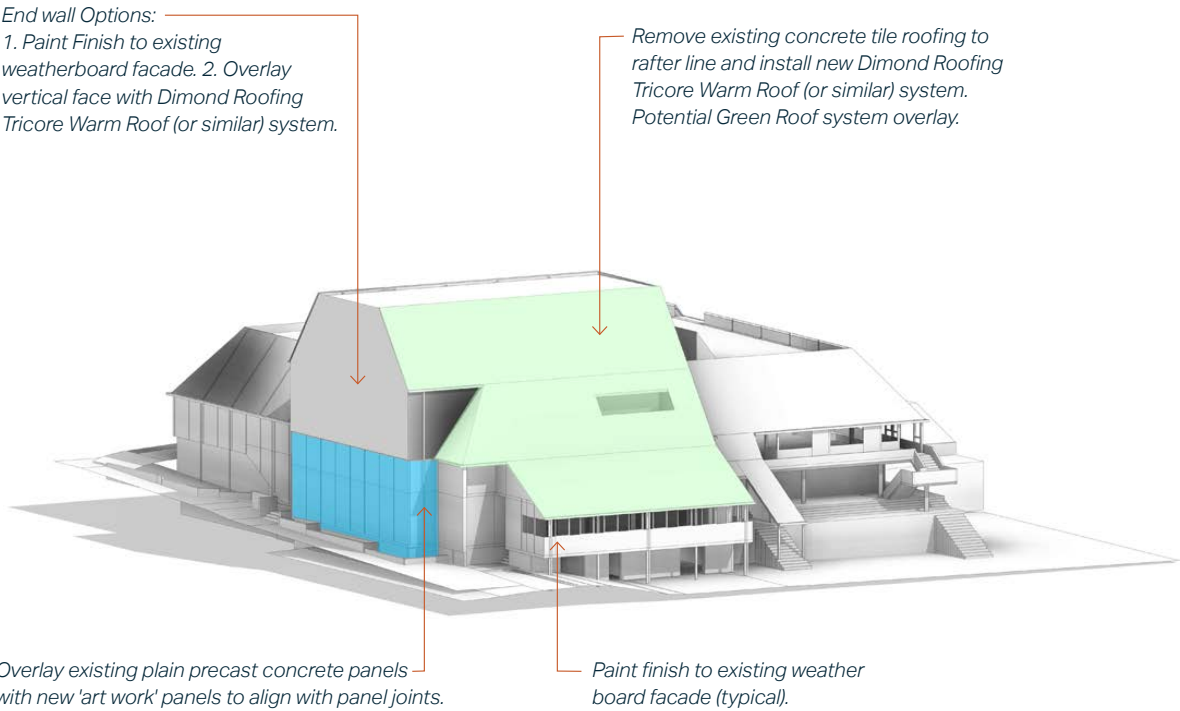 End wall Options:
1. Paint Finish to existing
weatherboard facade. 2. Overlay
vertical face with Dimond Roofing
Tricore Warm Roof (or similar) system.
Remove existing concrete tile roofing to
rafter line and install new Dimond Roofing
Tricore Warm Roof (or similar) system.
Potential Green Roof system overlay.
Overlay existing plain precast concrete panels
with new 'art work' panels to align with panel joints.
Paint finish to existing weather
board facade (typical).